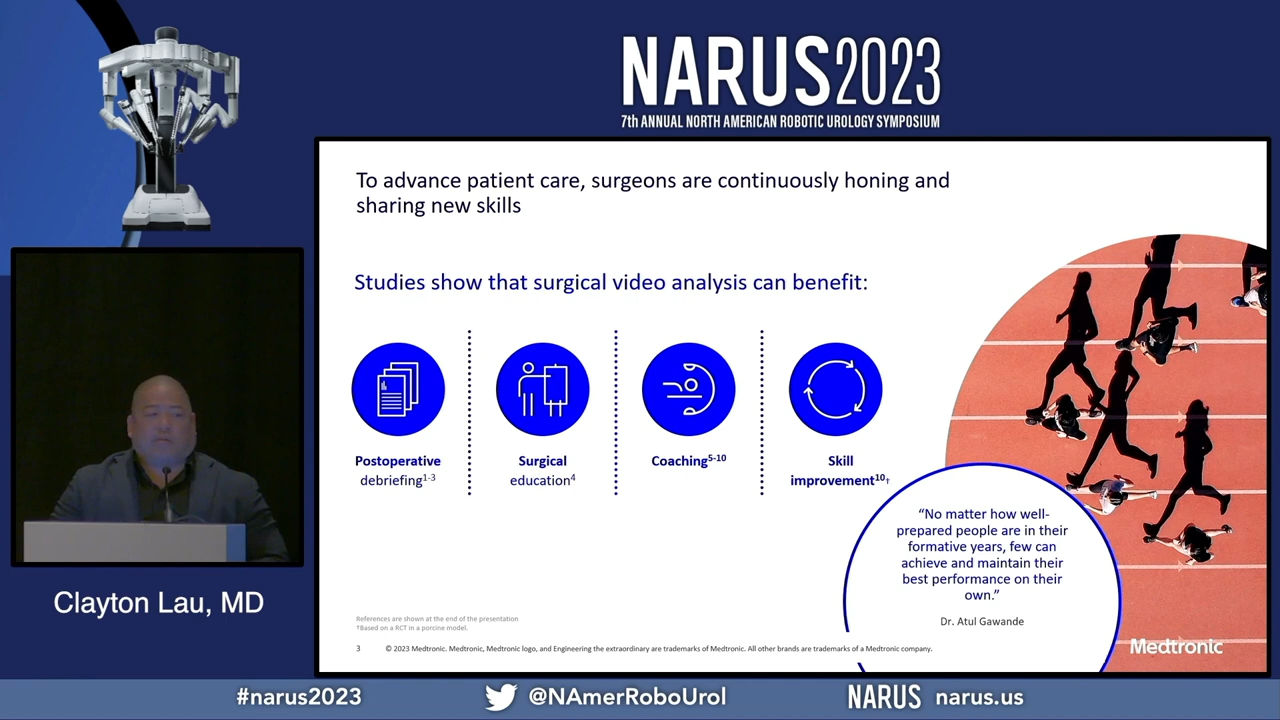 NARUS2023
7th ANNUAL NORTH AMERICAN ROBOTIC UROLOGY SYMPOSIUM
To advance patient care, surgeons are continuously honing and
sharing new skills
Studies show that surgical video analysis can benefit:
Postoperative
debriefing1-3
Surgical
education4
Coaching5-10
Skill
improvement10†
“No matter how well-
prepared people are in their
formative years, few can
achieve and maintain their
best performance on their
own.”
Dr. Atul Gawande
References are shown at the end of the presentation
†Based on a RCT in a porcine model.
3 © 2023 Medtronic. Medtronic, Medtronic logo, and Engineering the extraordinary are trademarks of Medtronic. All other brands are trademarks of a Medtronic company.
Medtronic
Clayton Lau, MD
#narus2023 @NAmerRoboUrol NARUS narus.us